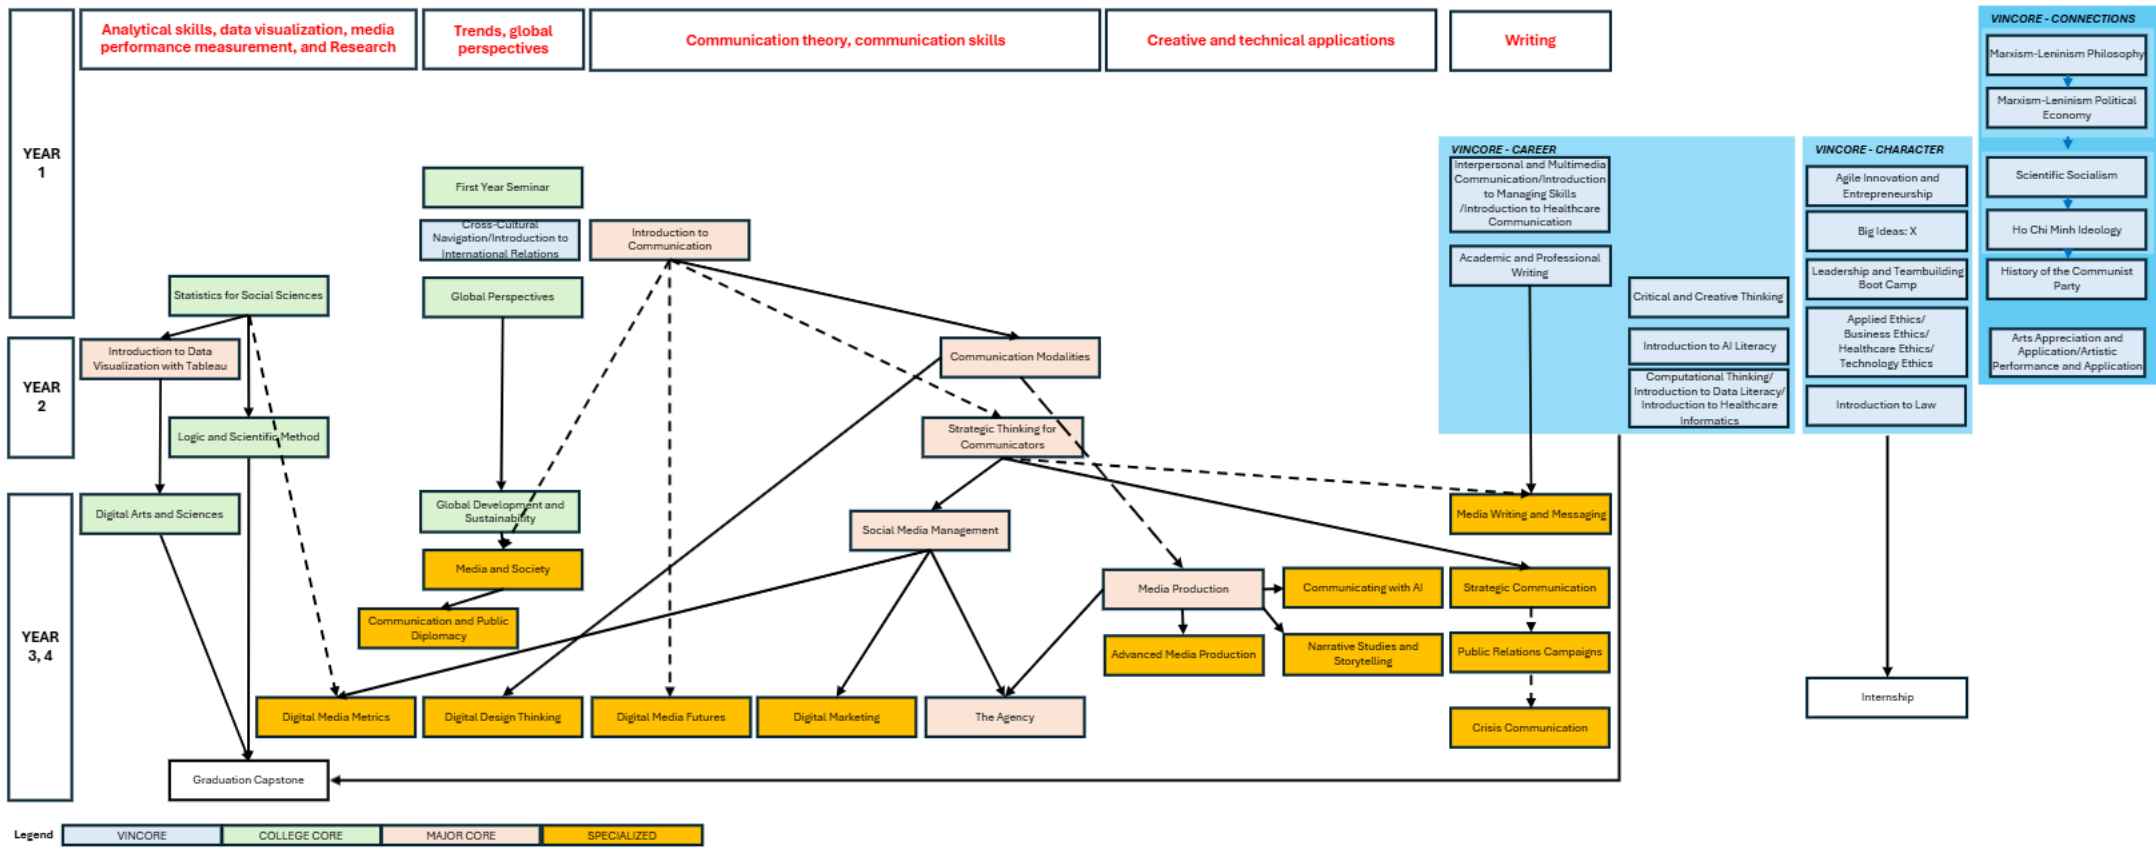 Analytical skills, data visualization, media
performance measurement, and Research
Trends, global
perspectives
Communication theory, communication skills
Creative and technical applications
Writing
VINCORE - CONNECTIONS
Marxism-Leninism Philosophy
Marxism-Leninism Political
Economy
Scientific Socialism
Ho Chi Minh Ideology
History of the Communist
Party
Arts Appreciation and
Application/Artistic
Performance and Application
YEAR
1
First Year Seminar
Cross-Cultural
Navigation/Introduction to
International Relations
Introduction to
Communication
Statistics for Social Sciences
Global Perspectives
VINCORE - CAREER
Interpersonal and Multimedia
Communication/Introduction
to Managing Skills
/Introduction to Healthcare
Communication
Academic and Professional
Writing
Critical and Creative Thinking
Introduction to AI Literacy
Computational Thinking/
Introduction to Data Literacy/
Introduction to Healthcare
Informatics
VINCORE - CHARACTER
Agile Innovation and
Entrepreneurship
Big Ideas: X
Leadership and Teambuilding
Boot Camp
Applied Ethics/
Business Ethics/
Healthcare Ethics/
Technology Ethics
Introduction to Law
YEAR
2
Introduction to Data
Visualization with Tableau
Communication Modalities
Logic and Scientific Method
Strategic Thinking for
Communicators
YEAR
3, 4
Digital Arts and Sciences
Global Development and
Sustainability
Social Media Management
Media Writing and Messaging
Media and Society
Media Production
Communicating with AI
Strategic Communication
Communication and Public
Diplomacy
Advanced Media Production
Narrative Studies and
Storytelling
Public Relations Campaigns
Digital Media Metrics
Digital Design Thinking
Digital Media Futures
Digital Marketing
The Agency
Crisis Communication
Internship
Graduation Capstone
Legend
VINCORE
COLLEGE CORE
MAJOR CORE
SPECIALIZED